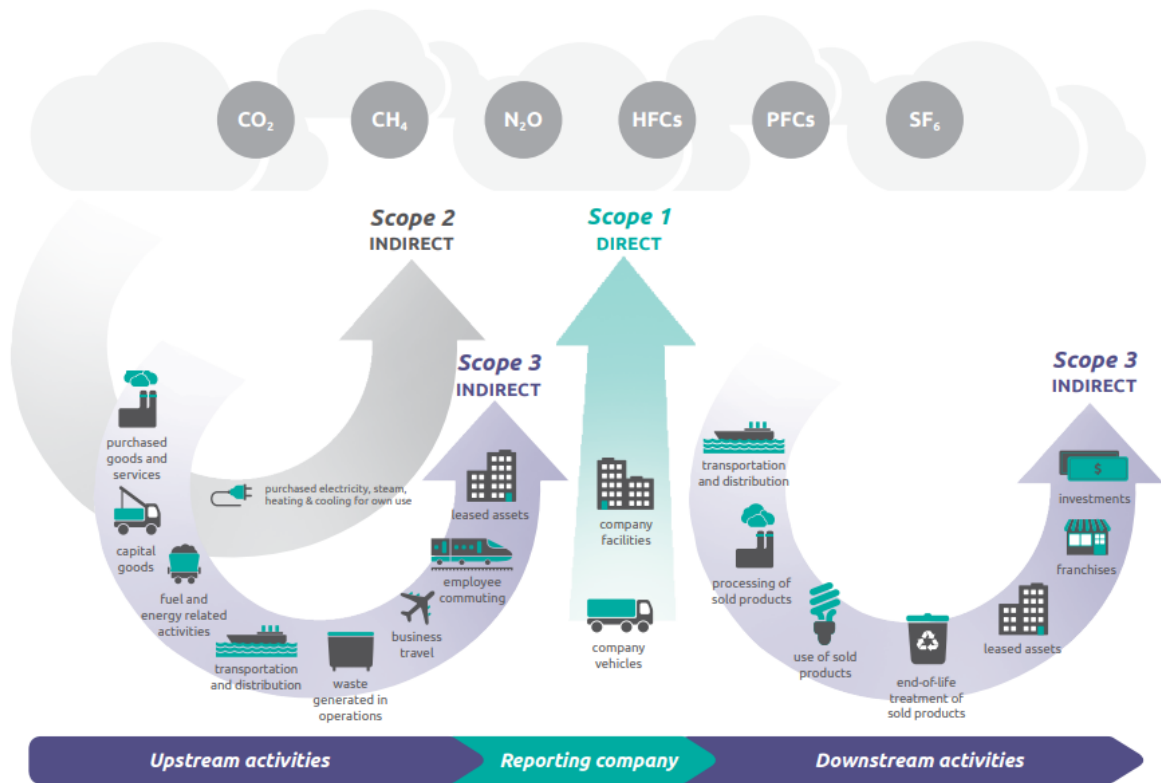 CO₂
CH₄
N₂O
HFCs
PFCs
SF₆
Scope 2
INDIRECT
Scope 1
DIRECT
Scope 3
INDIRECT
Scope 3
INDIRECT
purchased
goods and
services
capital
goods
fuel and
energy related
activities
purchased electricity, steam,
heating & cooling for own use
transportation
and distribution
waste
generated in
operations
business
travel
employee
commuting
leased assets
company
facilities
company
vehicles
transportation
and distribution
processing of
sold products
use of sold
products
end-of-life
treatment of
sold products
leased assets
franchises
$
investments
Upstream activities
Reporting company
Downstream activities